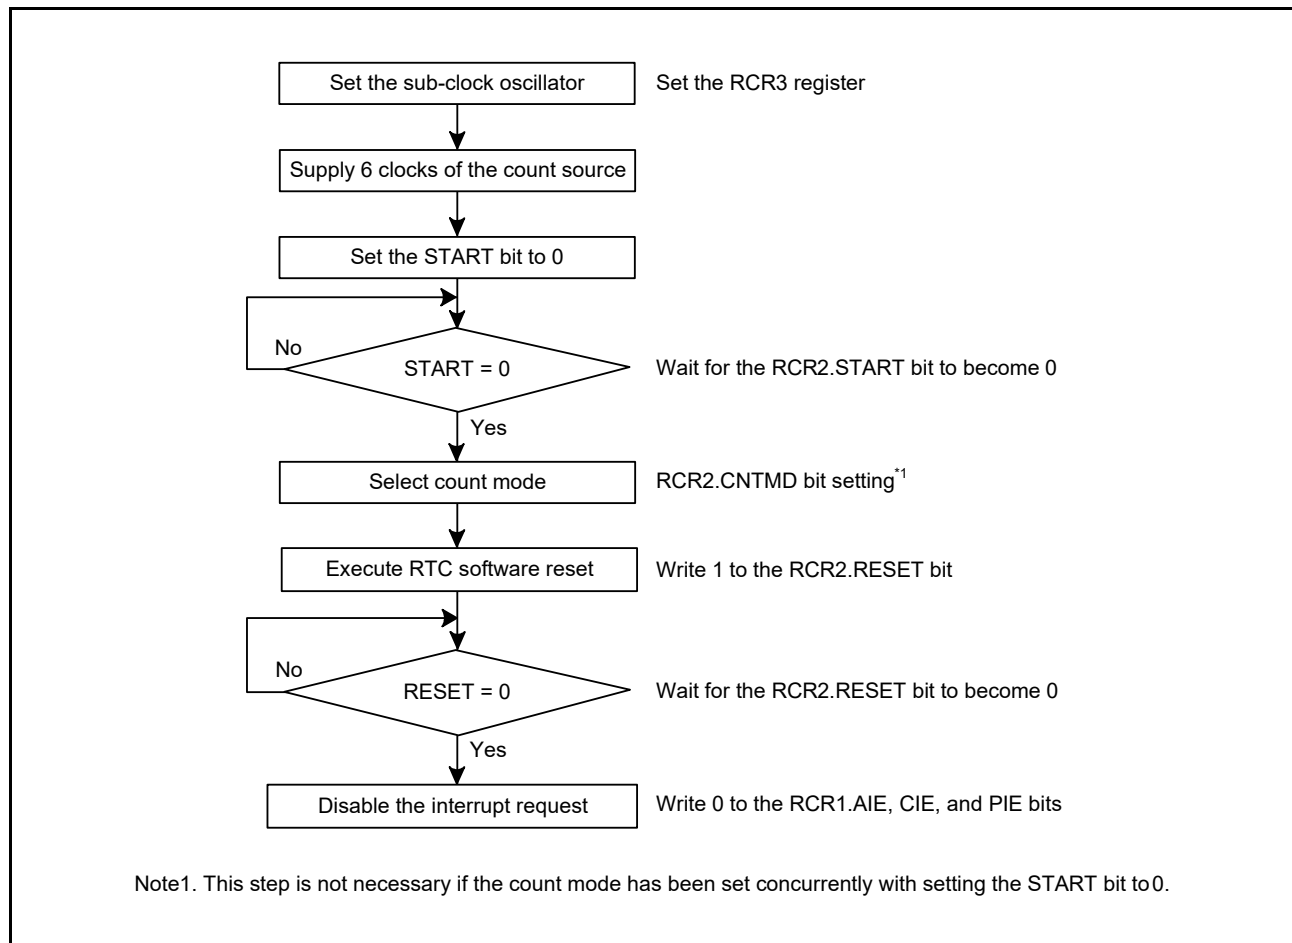 Set the sub-clock oscillator
Set the RCR3 register
Supply 6 clocks of the count source
Set the START bit to 0
No
START = 0
Wait for the RCR2.START bit to become 0
Yes
Select count mode
RCR2.CNTMD bit setting*1
Execute RTC software reset
Write 1 to the RCR2.RESET bit
No
RESET = 0
Wait for the RCR2.RESET bit to become 0
Yes
Disable the interrupt request
Write 0 to the RCR1.AIE, CIE, and PIE bits
Note1. This step is not necessary if the count mode has been set concurrently with setting the START bit to 0.